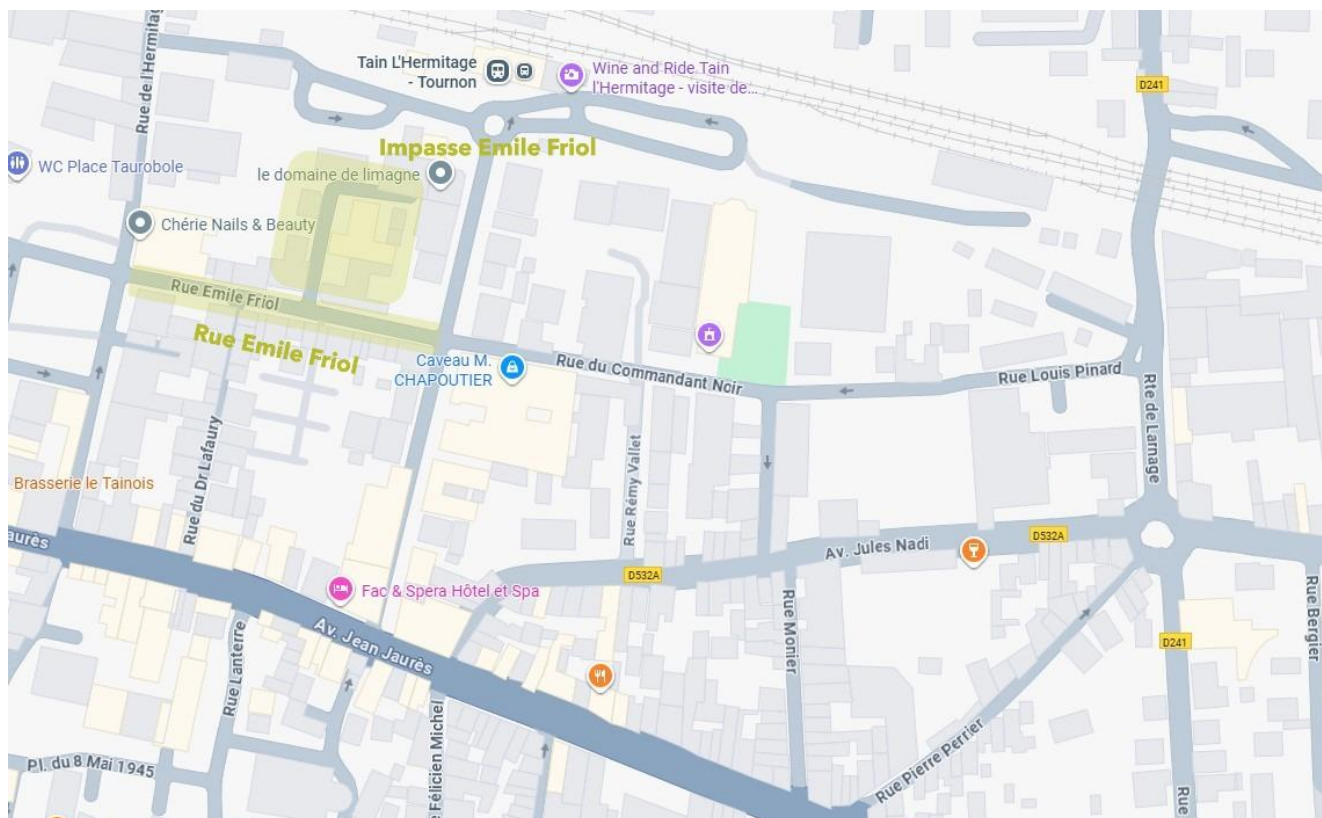 Rue de l'Hermitag
Tain L'Hermitage
- Tournon
Wine and Ride Tain
l'Hermitage - visite de...
D241
WC Place Taurobole
Impasse Emile Friol
le domaine de limagne
Chérie Nails & Beauty
Rue Emile Friol
Rue Emile Friol
Caveau M.
CHAPOUTIER
Rue du Commandant Noir
Rue Louis Pinard
Rte de Larnage
Rue du Dr Lafaury
Rue Rémy Vallet
Brasserie le Tainois
aurès
Av. Jules Nadi
D532A
D532A
Fac & Spera Hôtel et Spa
Av. Jean Jaurès
Rue Lanterre
Rue Monier
Rue Bergier
D241
Félicien Michel
Rue Pierre Perrier
Pl. du 8 Mai 1945
Rue